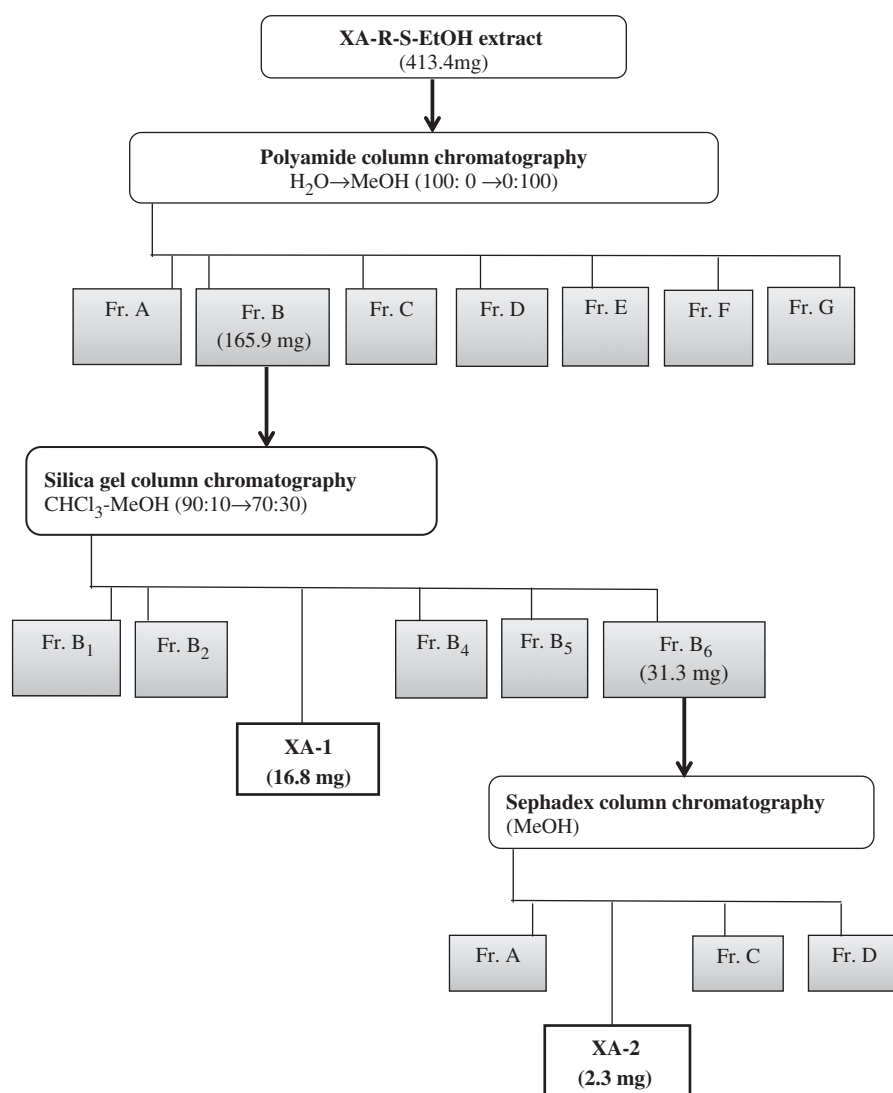 XA-R-S-EtOH extract
(413.4mg)
Polyamide column chromatography
H₂O→MeOH (100: 0 →0:100)
Fr. A
Fr. B
(165.9 mg)
Fr. C
Fr. D
Fr. E
Fr. F
Fr. G
Silica gel column chromatography
CHCl₃-MeOH (90:10→70:30)
Fr. B₁
Fr. B₂
Fr. B₄
Fr. B₅
Fr. B₆
(31.3 mg)
XA-1
(16.8 mg)
Sephadex column chromatography
(MeOH)
Fr. A
Fr. C
Fr. D
XA-2
(2.3 mg)